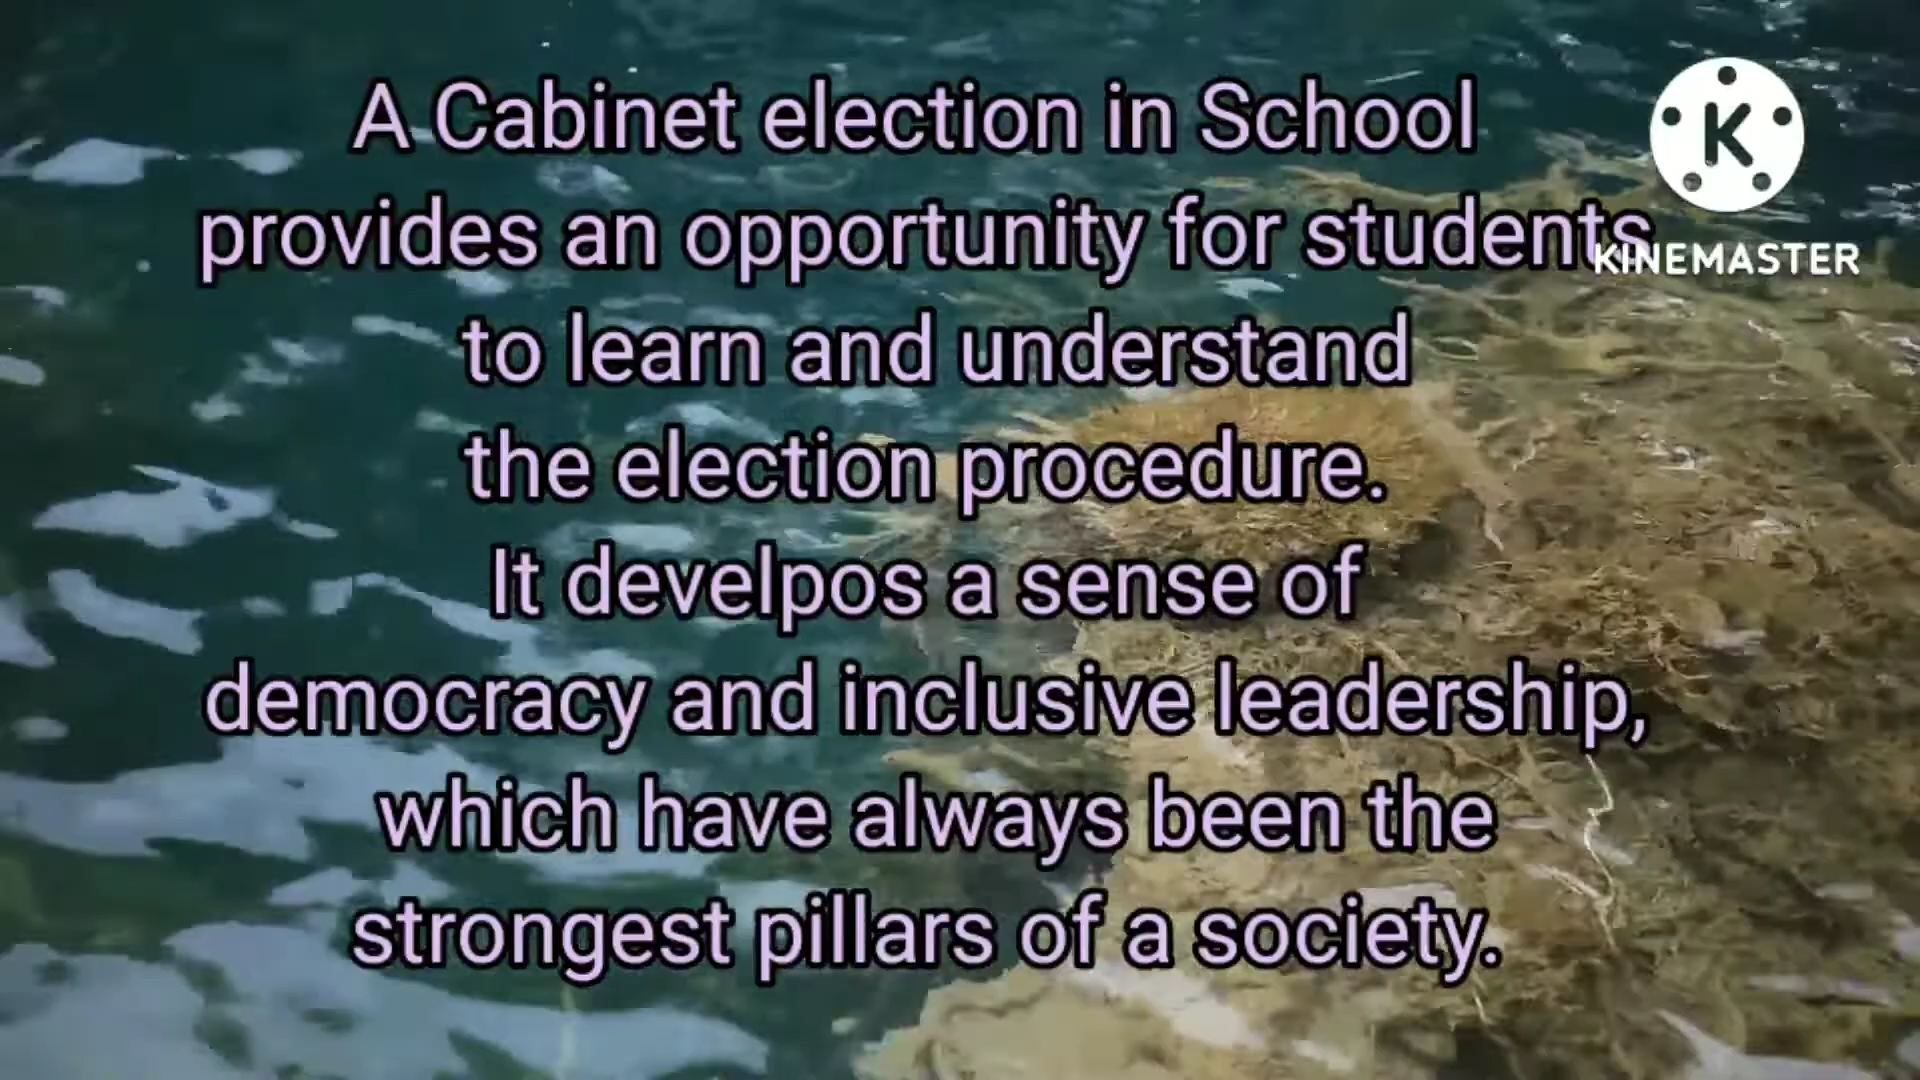 A Cabinet election in School
provides an opportunity for students
KINEMASTER
to learn and understand
the election procedure.
It develpos a sense of
democracy and inclusive leadership,
which have always been the
strongest pillars of a society.